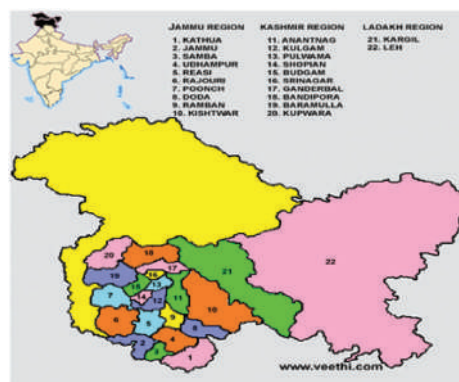 JAMMU REGION
1. KATHUA
2. JAMMU
3. SAMBA
4. UDHAMPUR
5. REASI
6. RAJOURI
7. POONCH
8. DODA
9. RAMBAN
10. KISHTWAR
KASHMIR REGION
11. ANANTNAG
12. KULGAM
13. PULWAMA
14. SHOPIAN
15. BUDGAM
16. SRINAGAR
17. GANDERBAL
18. BANDIPORA
19. BARAMULLA
20. KUPWARA
LADAKH REGION
21. KARGIL
22. LEH
20
18
17
19
16
13
15
21
22
7
14
12
11
10
6
5
9
8
2
4
3
1
www.veethi.com